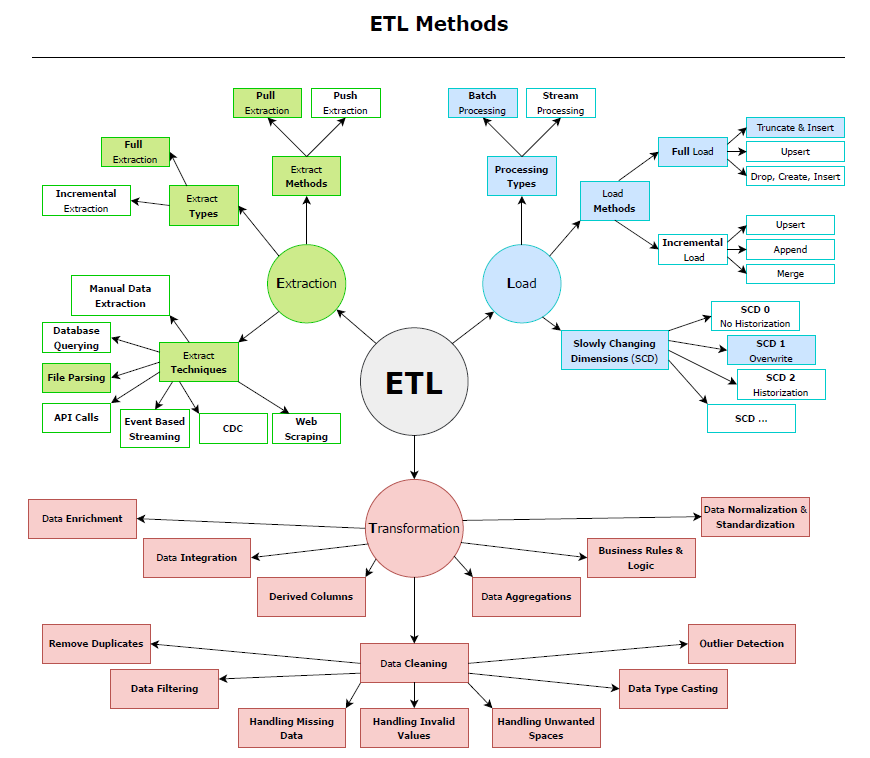 ETL Methods
Pull
Extraction
Push
Extraction
Batch
Processing
Stream
Processing
Full
Extraction
Extract
Methods
Processing
Types
Full Load
Truncate & Insert
Upsert
Drop, Create, Insert
Incremental
Extraction
Extract
Types
Load
Methods
Incremental
Load
Upsert
Append
Merge
Extraction
Load
Manual Data
Extraction
Database
Querying
File Parsing
API Calls
Extract
Techniques
Event Based
Streaming
CDC
Web
Scraping
ETL
Slowly Changing
Dimensions (SCD)
SCD 0
No Historization
SCD 1
Overwrite
SCD 2
Historization
SCD ...
Transformation
Data Enrichment
Data Integration
Derived Columns
Data Aggregations
Business Rules &
Logic
Data Normalization &
Standardization
Data Cleaning
Remove Duplicates
Data Filtering
Handling Missing
Data
Handling Invalid
Values
Handling Unwanted
Spaces
Data Type Casting
Outlier Detection